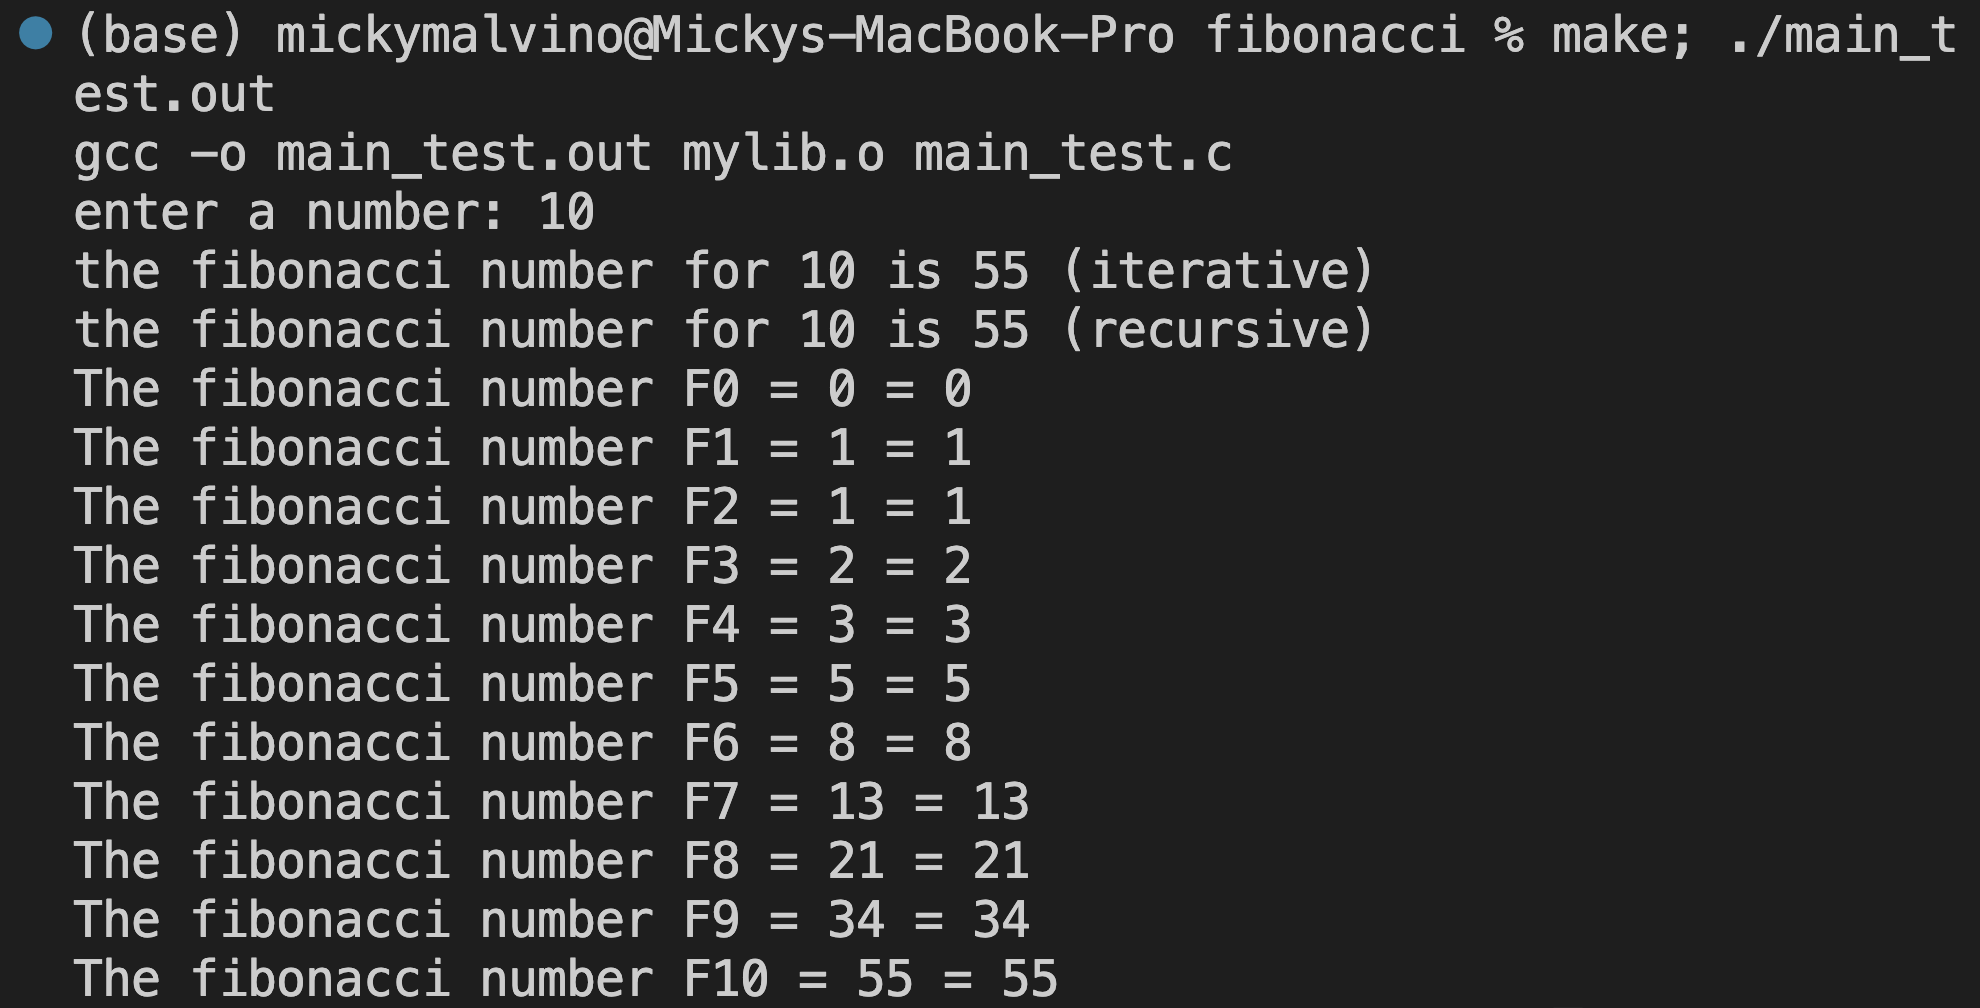 (base) mickymalvino@Mickys-MacBook-Pro fibonacci % make; ./main_t
est.out
gcc -o main_test.out mylib.o main_test.c
enter a number: 10
the fibonacci number for 10 is 55 (iterative)
the fibonacci number for 10 is 55 (recursive)
The fibonacci number F0 = 0 = 0
The fibonacci number F1 = 1 = 1
The fibonacci number F2 = 1 = 1
The fibonacci number F3 = 2 = 2
The fibonacci number F4 = 3 = 3
The fibonacci number F5 = 5 = 5
The fibonacci number F6 = 8 = 8
The fibonacci number F7 = 13 = 13
The fibonacci number F8 = 21 = 21
The fibonacci number F9 = 34 = 34
The fibonacci number F10 = 55 = 55